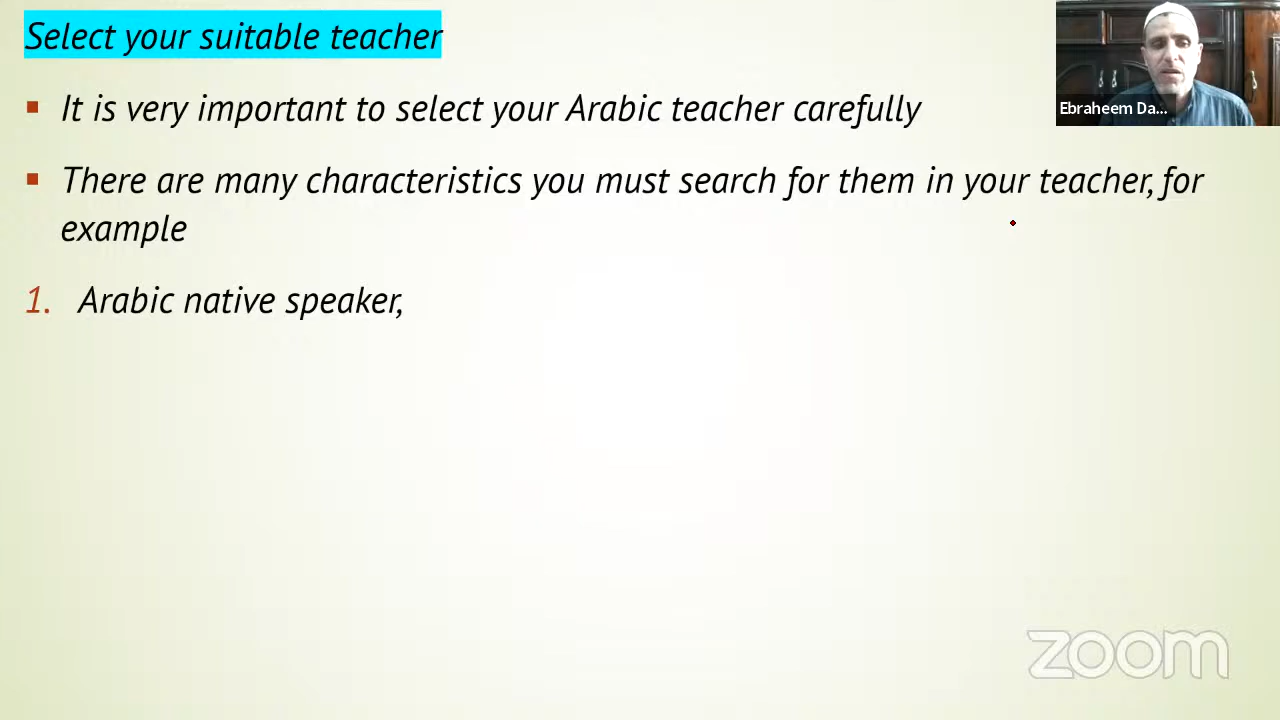 Select your suitable teacher
▪ It is very important to select your Arabic teacher carefully
▪ There are many characteristics you must search for them in your teacher, for
example
1. Arabic native speaker,
Ebraheem Da...
zoom